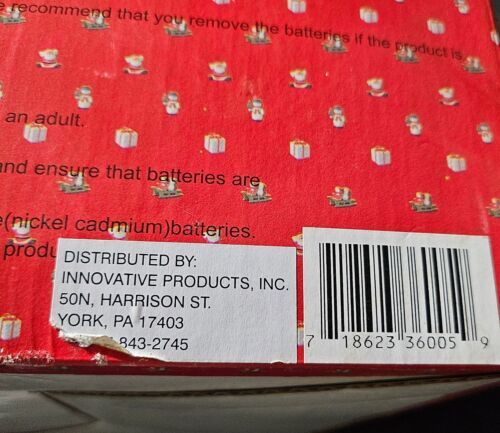 recommend that you remove the batteries if the product is
an adult.
and ensure that batteries are
(nickel cadmium)batteries.
produ
DISTRIBUTED BY:
INNOVATIVE PRODUCTS, INC.
50N, HARRISON ST.
YORK, PA 17403
843-2745
7 18623 36005 9